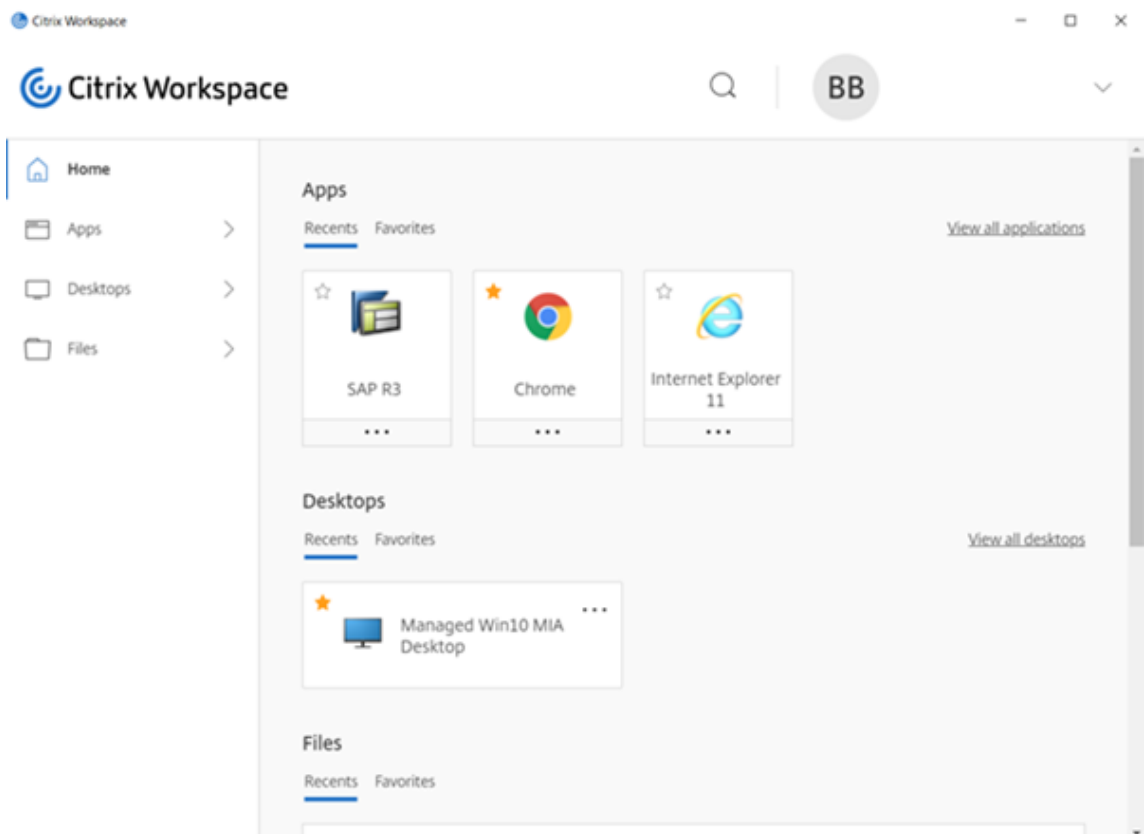 Citrix Workspace
Citrix Workspace
BB
Home
Apps
Desktops
Files
Apps
Recents Favorites
View all applications
SAP R3
Chrome
Internet Explorer
11
Desktops
Recents Favorites
View all desktops
Managed Win10 MIA
Desktop
Files
Recents Favorites